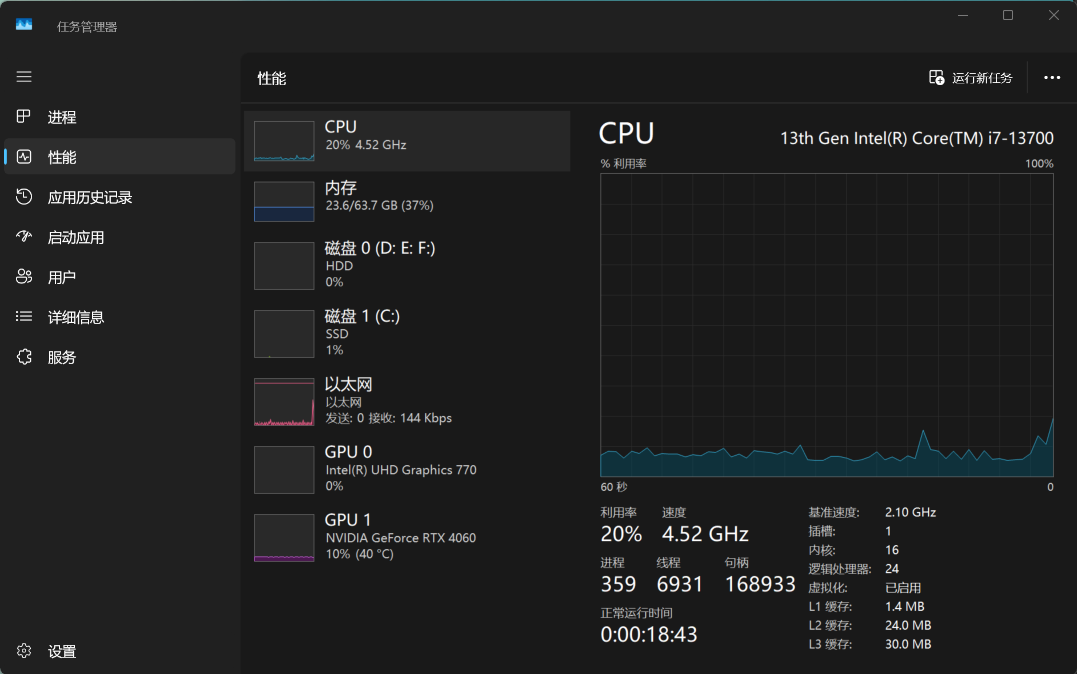 任务管理器
性能
运行新任务
进程
性能
应用历史记录
启动应用
用户
详细信息
服务
设置
CPU
20% 4.52 GHz
内存
23.6/63.7 GB (37%)
磁盘 0 (D: E: F:)
HDD
0%
磁盘 1 (C:)
SSD
1%
以太网
以太网
发送: 0 接收: 144 Kbps
GPU 0
Intel(R) UHD Graphics 770
0%
GPU 1
NVIDIA GeForce RTX 4060
10% (40 °C)
CPU
13th Gen Intel(R) Core(TM) i7-13700
% 利用率
100%
60 秒
0
利用率 速度
20% 4.52 GHz
进程 线程 句柄
359 6931 168933
正常运行时间
0:00:18:43
基准速度: 2.10 GHz
插槽: 1
内核: 16
逻辑处理器: 24
虚拟化: 已启用
L1 缓存: 1.4 MB
L2 缓存: 24.0 MB
L3 缓存: 30.0 MB